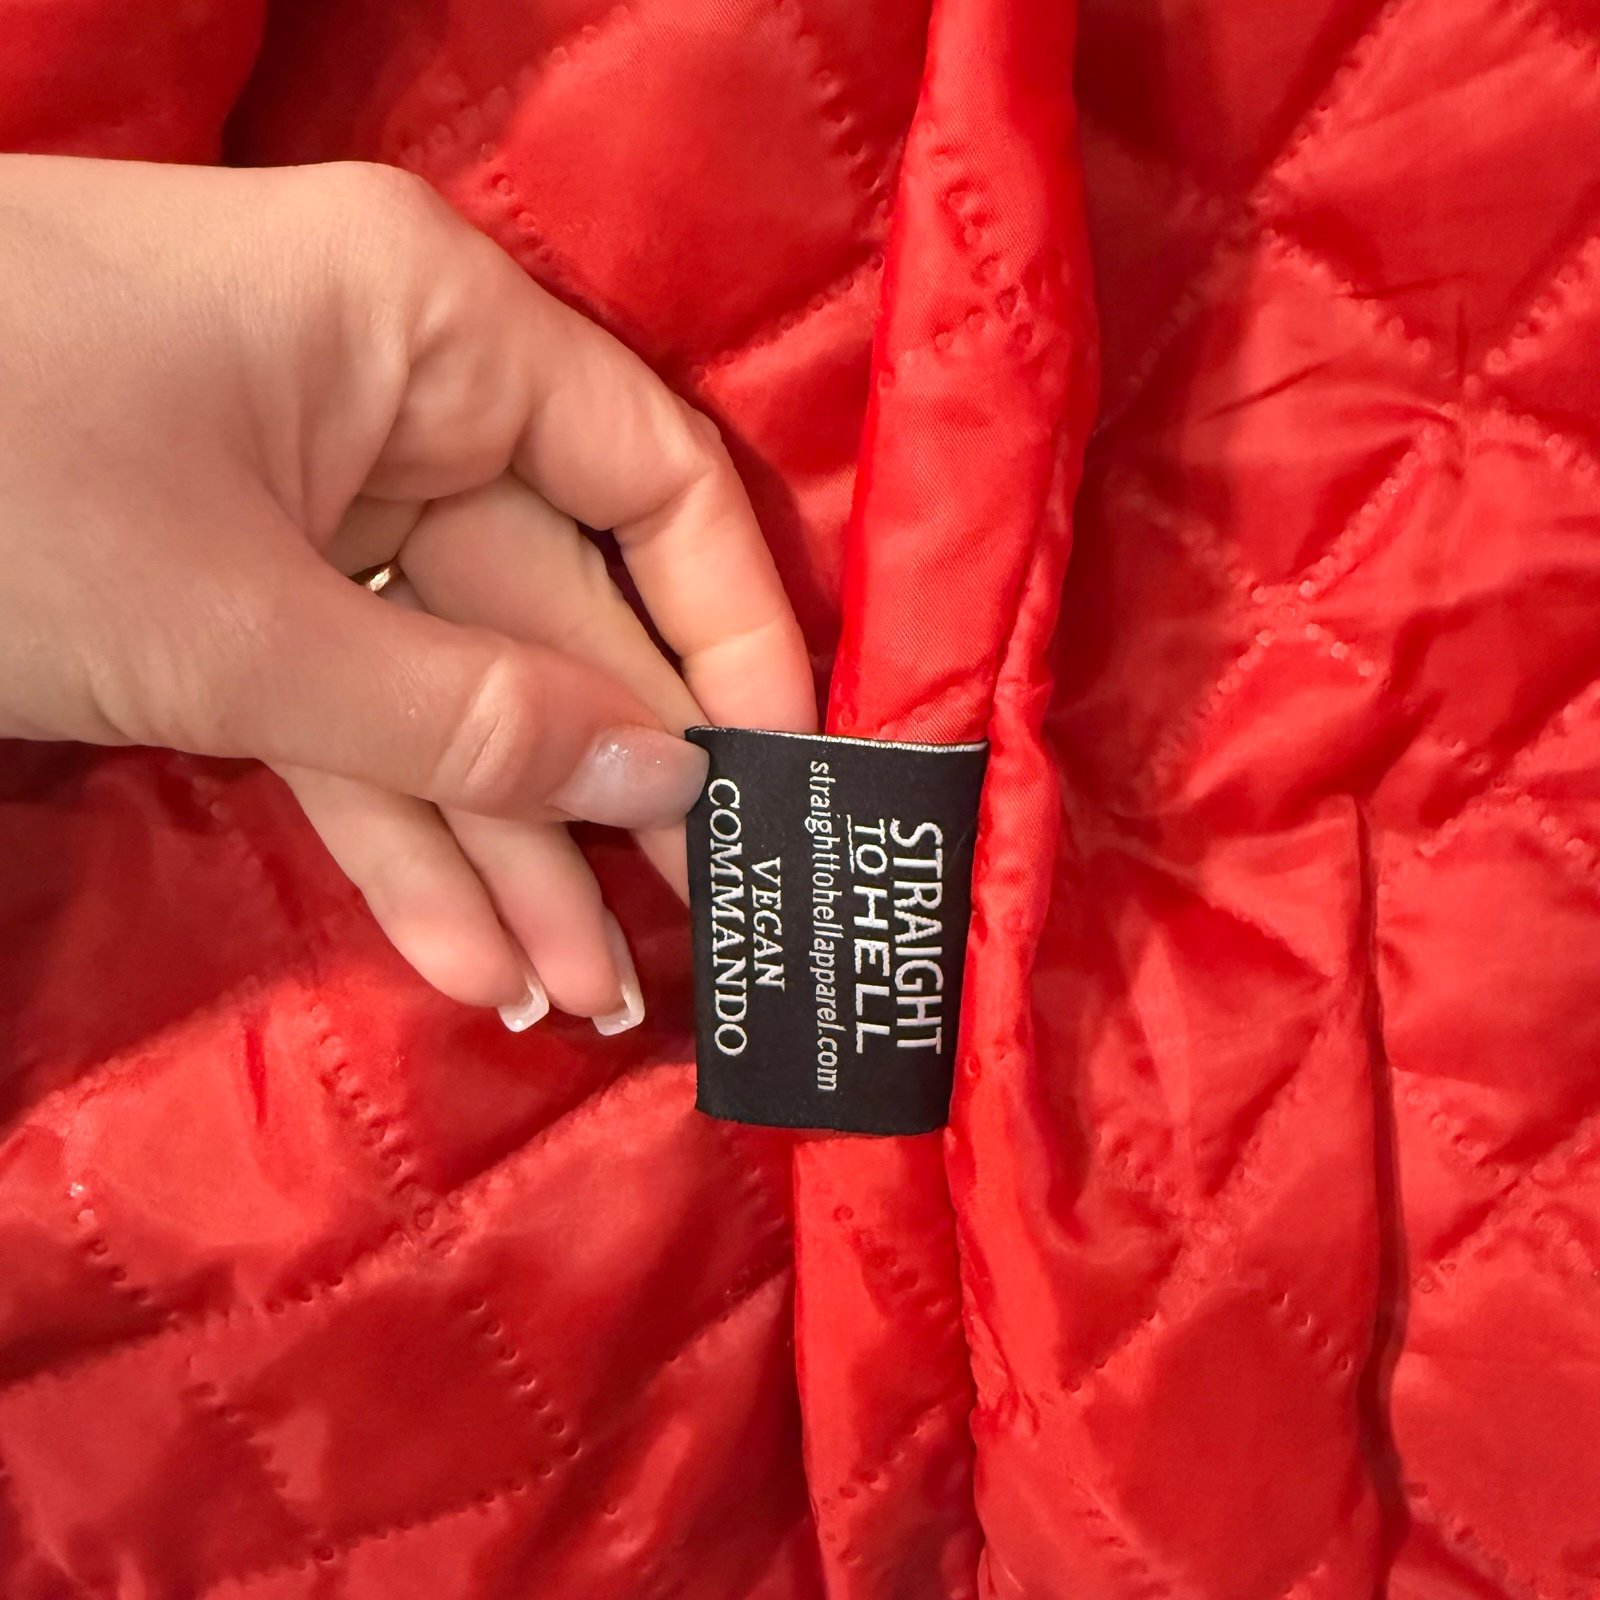 STRAIGHT
TO HELL
straighttohellapparel.com
VEGAN
COMMANDO